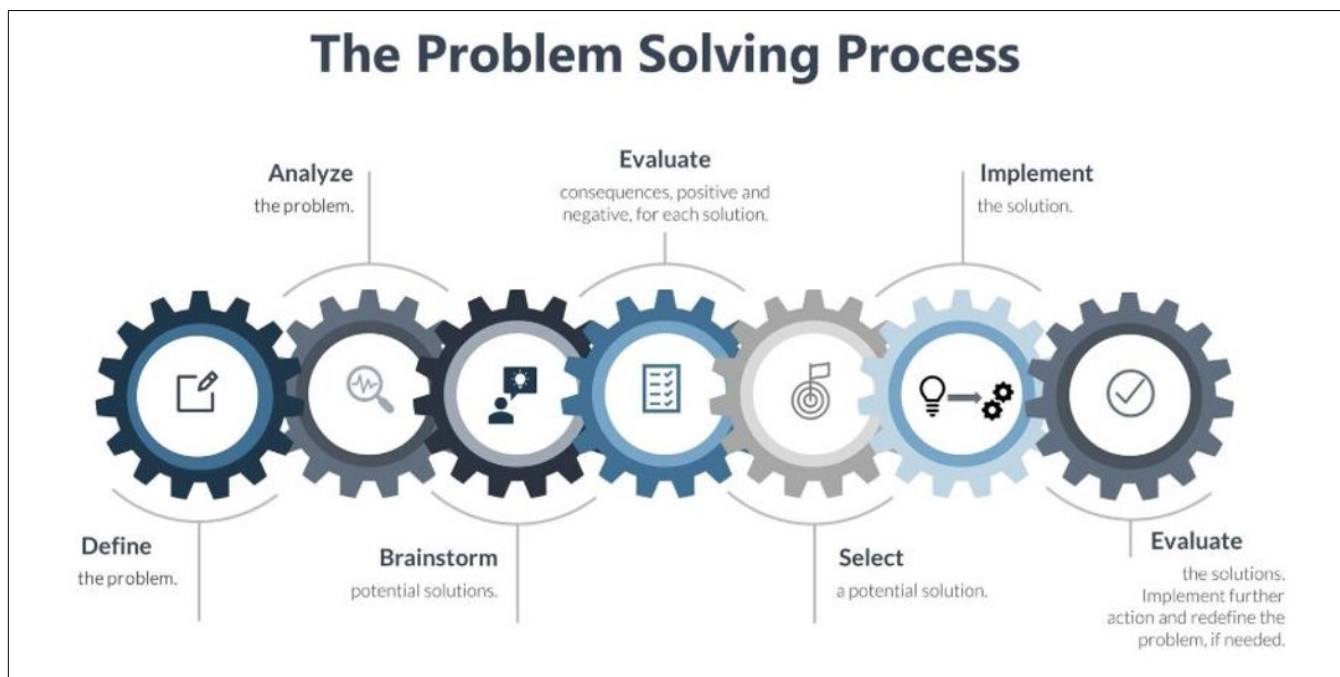 The Problem Solving Process
Define
the problem.
Analyze
the problem.
Brainstorm
potential solutions.
Evaluate
consequences, positive and
negative, for each solution.
Select
a potential solution.
Implement
the solution.
Evaluate
the solutions.
Implement further
action and redefine the
problem, if needed.